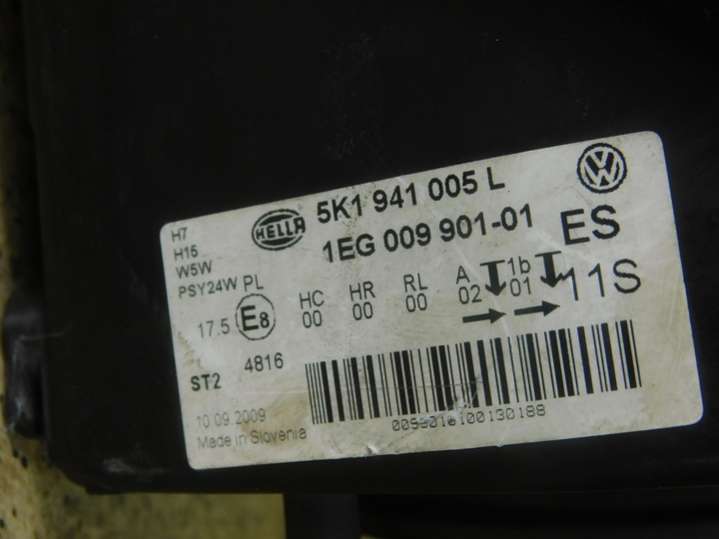 HELLA 5K1 941 005 L
1EG 009 901-01 ES
H7
H15
W5W
PSY24W PL
HC HR RL A 1b
17.5 E8 00 00 00 02 01 11S
ST2 4816
10.09.2009
Made in Slovenia